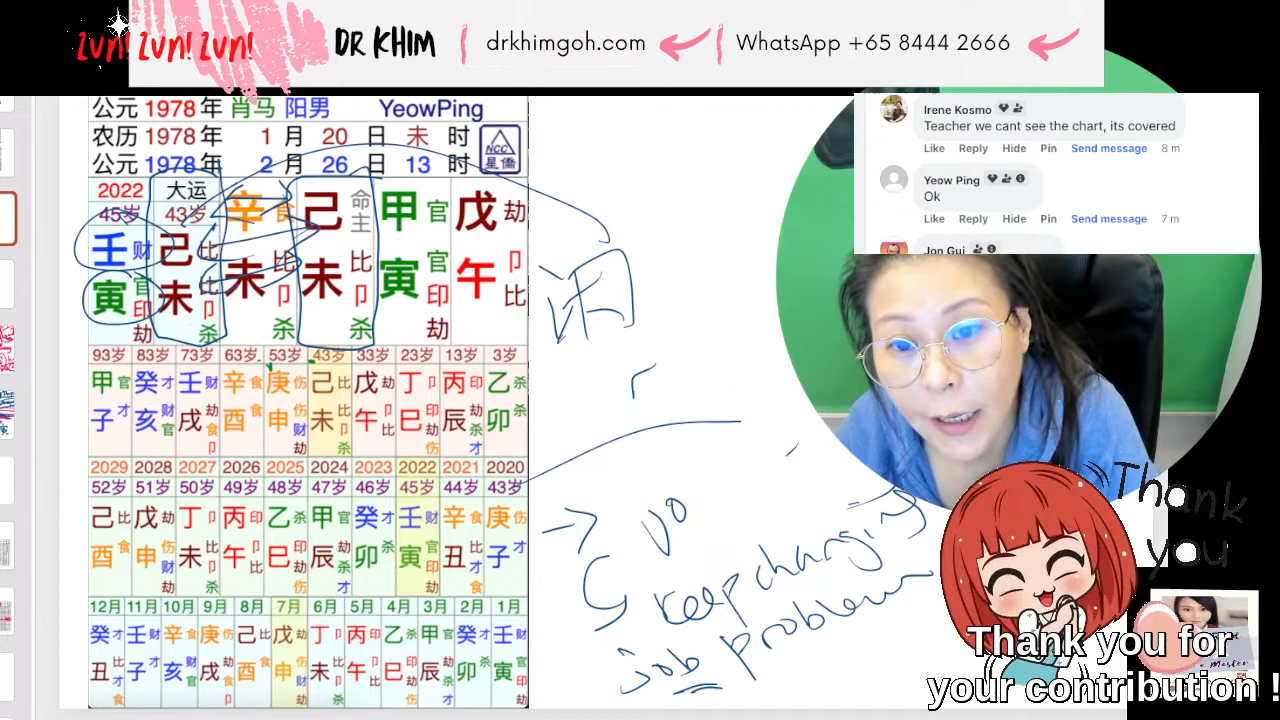 ZUN! ZUN! ZUN!
DR KHIM
drkhimgoh.com
WhatsApp +65 8444 2666
公元 1978 年 肖马 阳男 YeowPing
农历 1978 年 1 月 20 日 未 时
公元 1978 年 2 月 26 日 13 时
NCC
星侨
2022 大运
45岁 43岁 辛 食 己 命主 甲 官 戊 劫
壬 财 己 比
寅 官印劫 未 比卩杀 未 比卩杀 未 比卩杀 寅 官印劫 午 卩比
93岁 83岁 73岁 63岁 53岁 43岁 33岁 23岁 13岁 3岁
甲官 癸才 壬财 辛食 庚伤 己比 戊劫 丁卩 丙印 乙杀
子才 亥财官 戌劫食卩 酉食 申伤财劫 未比卩杀 午卩比 巳印劫伤 辰劫杀才 卯杀
2029 2028 2027 2026 2025 2024 2023 2022 2021 2020
52岁 51岁 50岁 49岁 48岁 47岁 46岁 45岁 44岁 43岁
己比 戊劫 丁卩 丙印 乙杀 甲官 癸才 壬财 辛食 庚伤
酉食 申伤财劫 未比卩杀 午卩比 巳印劫伤 辰劫杀才 卯杀 寅官印劫 丑比才食 子才
12月 11月 10月 9月 8月 7月 6月 5月 4月 3月 2月 1月
癸才 壬财 辛食 庚伤 己比 戊劫 丁卩 丙印 乙杀 甲官 癸才 壬财
丑比才食 子才 亥财官 戌劫食卩 酉食 申伤财劫 未比卩杀 午卩比 巳印劫伤 辰劫杀才 卯杀 寅官印劫
keep changing
job problem
Irene Kosmo
Teacher we cant see the chart, its covered
Like Reply Hide Pin Send message 8 m
Yeow Ping
Ok
Like Reply Hide Pin Send message 7 m
Jon Gui
Thank
you
Thank you for
your contribution !